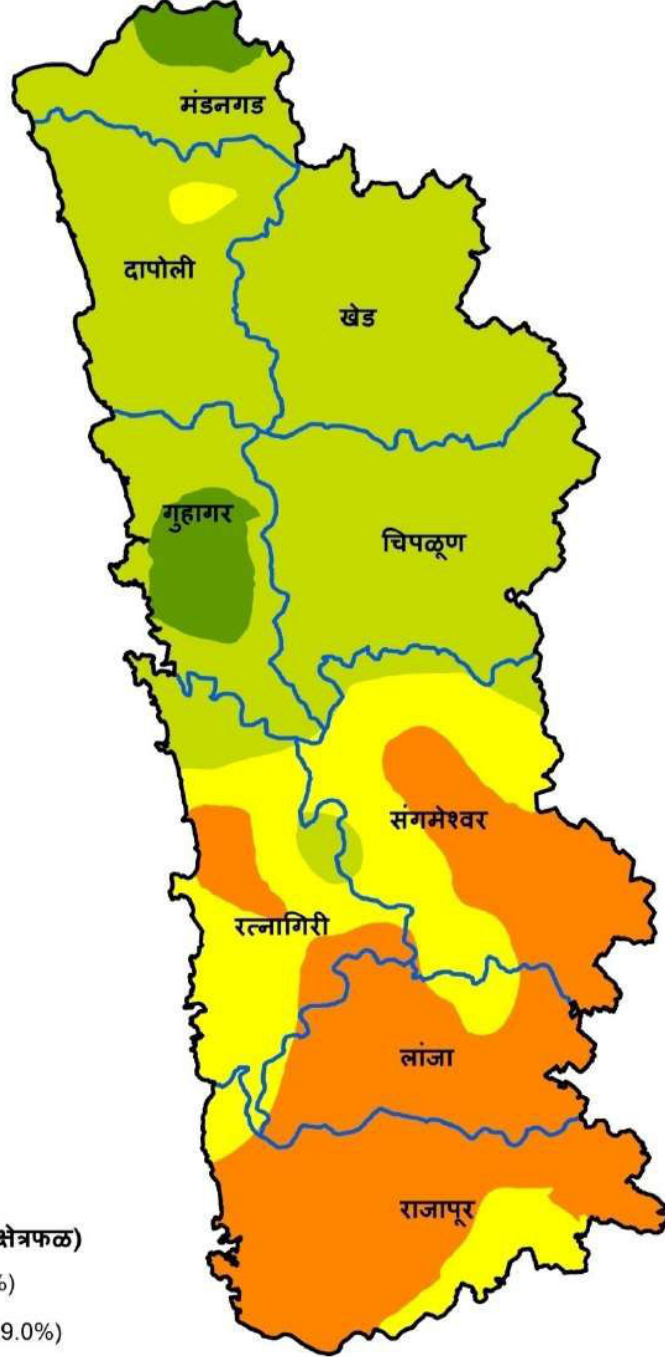 मंडनगड
दापोली
खेड
गुहागर
चिपळूण
संगमेश्वर
रत्नागिरी
लांजा
राजापूर
क्षेत्रफळ)
%)
9.0%)